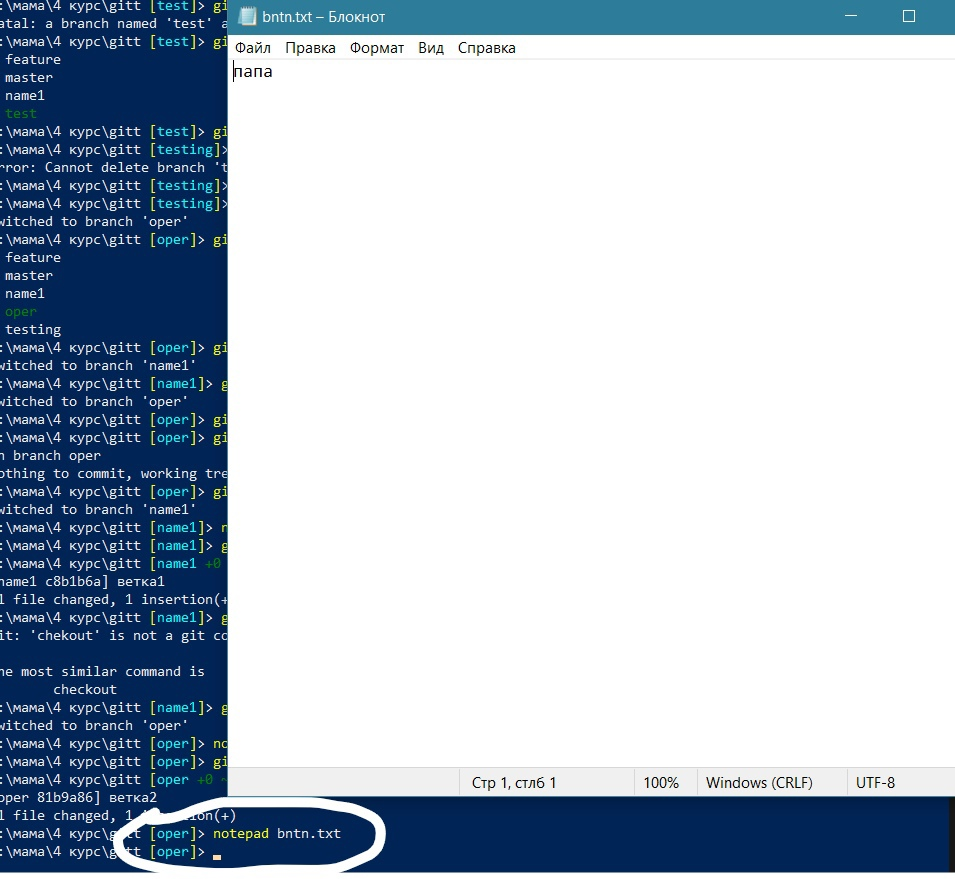 :\мама\4 курс\gitt [test]> gi
atal: a branch named 'test' a
:\мама\4 курс\gitt [test]> gi
feature
master
name1
test
:\мама\4 курс\gitt [test]> gi
:\мама\4 курс\gitt [testing]>
rror: Cannot delete branch 't
:\мама\4 курс\gitt [testing]>
:\мама\4 курс\gitt [testing]>
witched to branch 'oper'
:\мама\4 курс\gitt [oper]> gi
feature
master
name1
oper
testing
:\мама\4 курс\gitt [oper]> gi
witched to branch 'name1'
:\мама\4 курс\gitt [name1]> g
witched to branch 'oper'
:\мама\4 курс\gitt [oper]> gi
:\мама\4 курс\gitt [oper]> gi
n branch oper
othing to commit, working tre
:\мама\4 курс\gitt [oper]> gi
witched to branch 'name1'
:\мама\4 курс\gitt [name1]> n
:\мама\4 курс\gitt [name1]> g
:\мама\4 курс\gitt [name1 +0
name1 c8b1b6a] ветка1
1 file changed, 1 insertion(+
:\мама\4 курс\gitt [name1]> g
it: 'chekout' is not a git co
he most similar command is
checkout
:\мама\4 курс\gitt [name1]> g
witched to branch 'oper'
:\мама\4 курс\gitt [oper]> no
:\мама\4 курс\gitt [oper]> gi
:\мама\4 курс\gitt [oper +0 ~
oper 81b9a86] ветка2
1 file changed, 1 insertion(+)
:\мама\4 курс\gitt [oper]> notepad bntn.txt
:\мама\4 курс\gitt [oper]>
bntn.txt – Блокнот
Файл Правка Формат Вид Справка
папа
Стр 1, стлб 1 100% Windows (CRLF) UTF-8